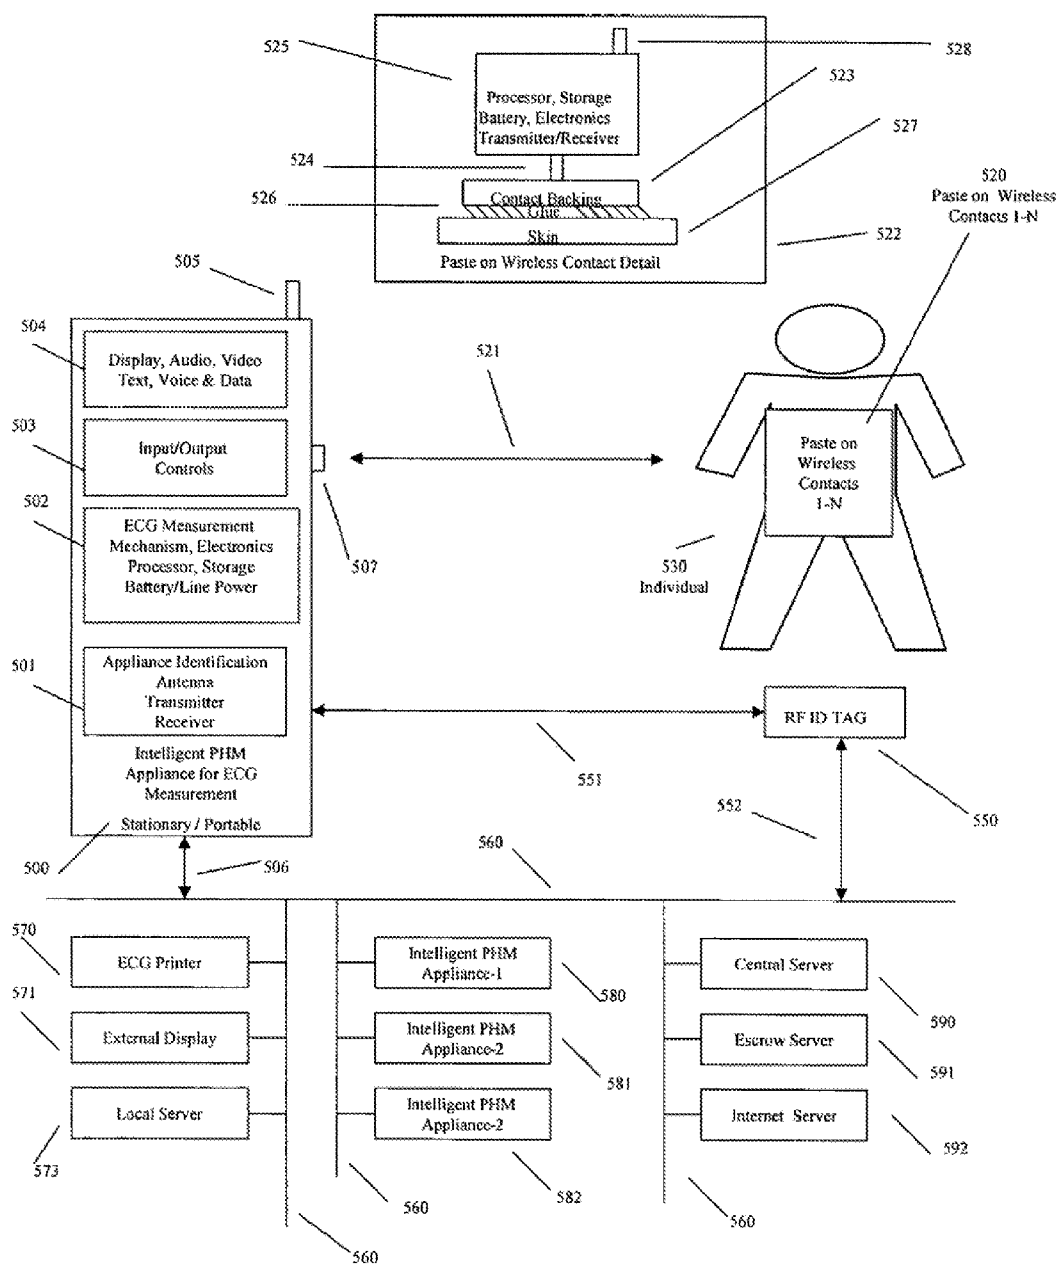 525
528
523
Processor, Storage
Battery, Electronics
Transmitter/Receiver
527
524
Contact Backing
526
Glue
Skin
Paste on Wireless Contact Detail
522
520
Paste on Wireless
Contacts 1-N
505
504
Display, Audio, Video
Text, Voice & Data
521
503
Input/Output
Controls
Paste on
Wireless
Contacts
1-N
502
ECG Measurement
Mechanism, Electronics
Processor, Storage
Battery/Line Power
507
530
Individual
501
Appliance Identification
Antenna
Transmitter
Receiver
RF ID TAG
Intelligent PHM
Appliance for ECG
Measurement
551
552
550
Stationary / Portable
500
506
560
570
ECG Printer
Intelligent PHM
Appliance-1
Central Server
580
590
571
External Display
Intelligent PHM
Appliance-2
Escrow Server
581
591
Local Server
Intelligent PHM
Appliance-2
Internet Server
573
582
592
560
560
560